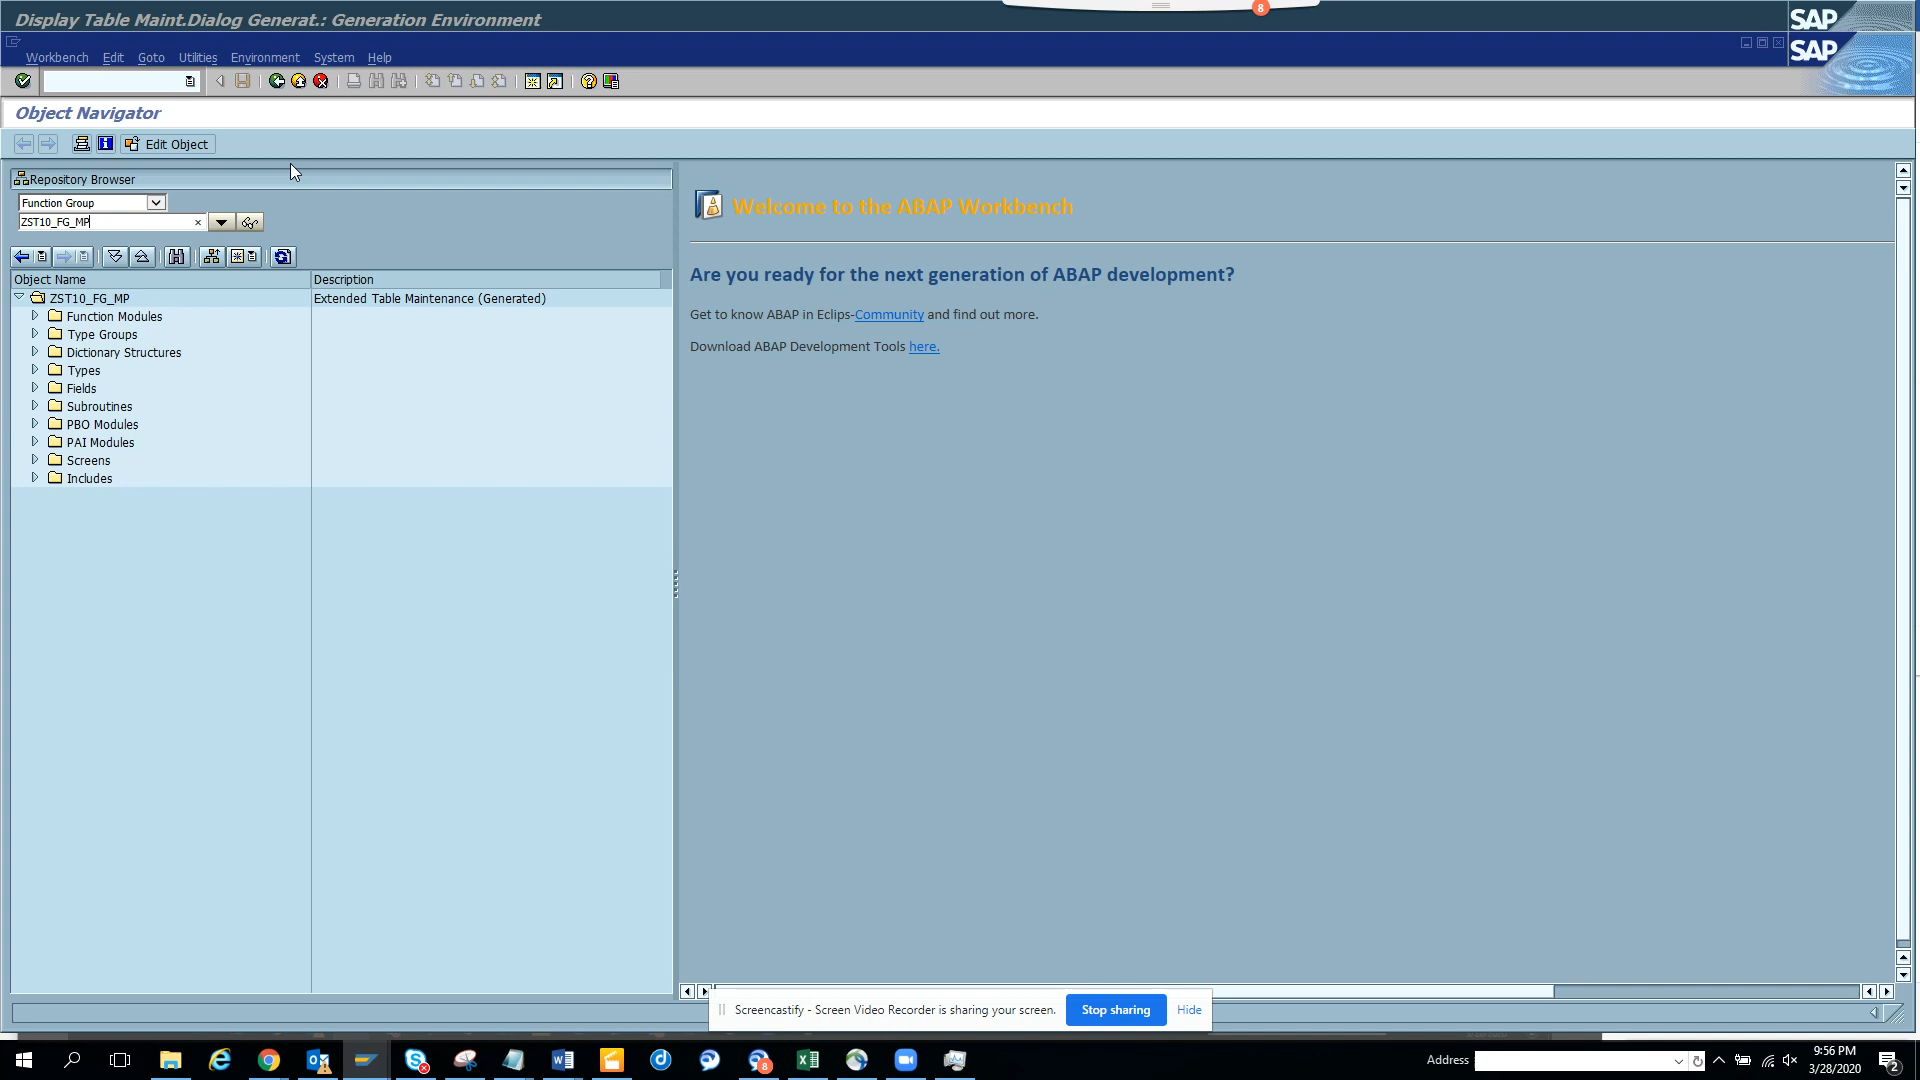 Display Table Maint.Dialog Generat.: Generation Environment
8
SAP
Workbench Edit Goto Utilities Environment System Help
SAP
Object Navigator
Edit Object
Repository Browser
Function Group
ZST10_FG_MP
Object Name Description
ZST10_FG_MP Extended Table Maintenance (Generated)
Function Modules
Type Groups
Dictionary Structures
Types
Fields
Subroutines
PBO Modules
PAI Modules
Screens
Includes
Welcome to the ABAP Workbench
Are you ready for the next generation of ABAP development?
Get to know ABAP in Eclips-Community and find out more.
Download ABAP Development Tools here.
Screencastify - Screen Video Recorder is sharing your screen. Stop sharing Hide
8
Address
9:56 PM
3/28/2020
2